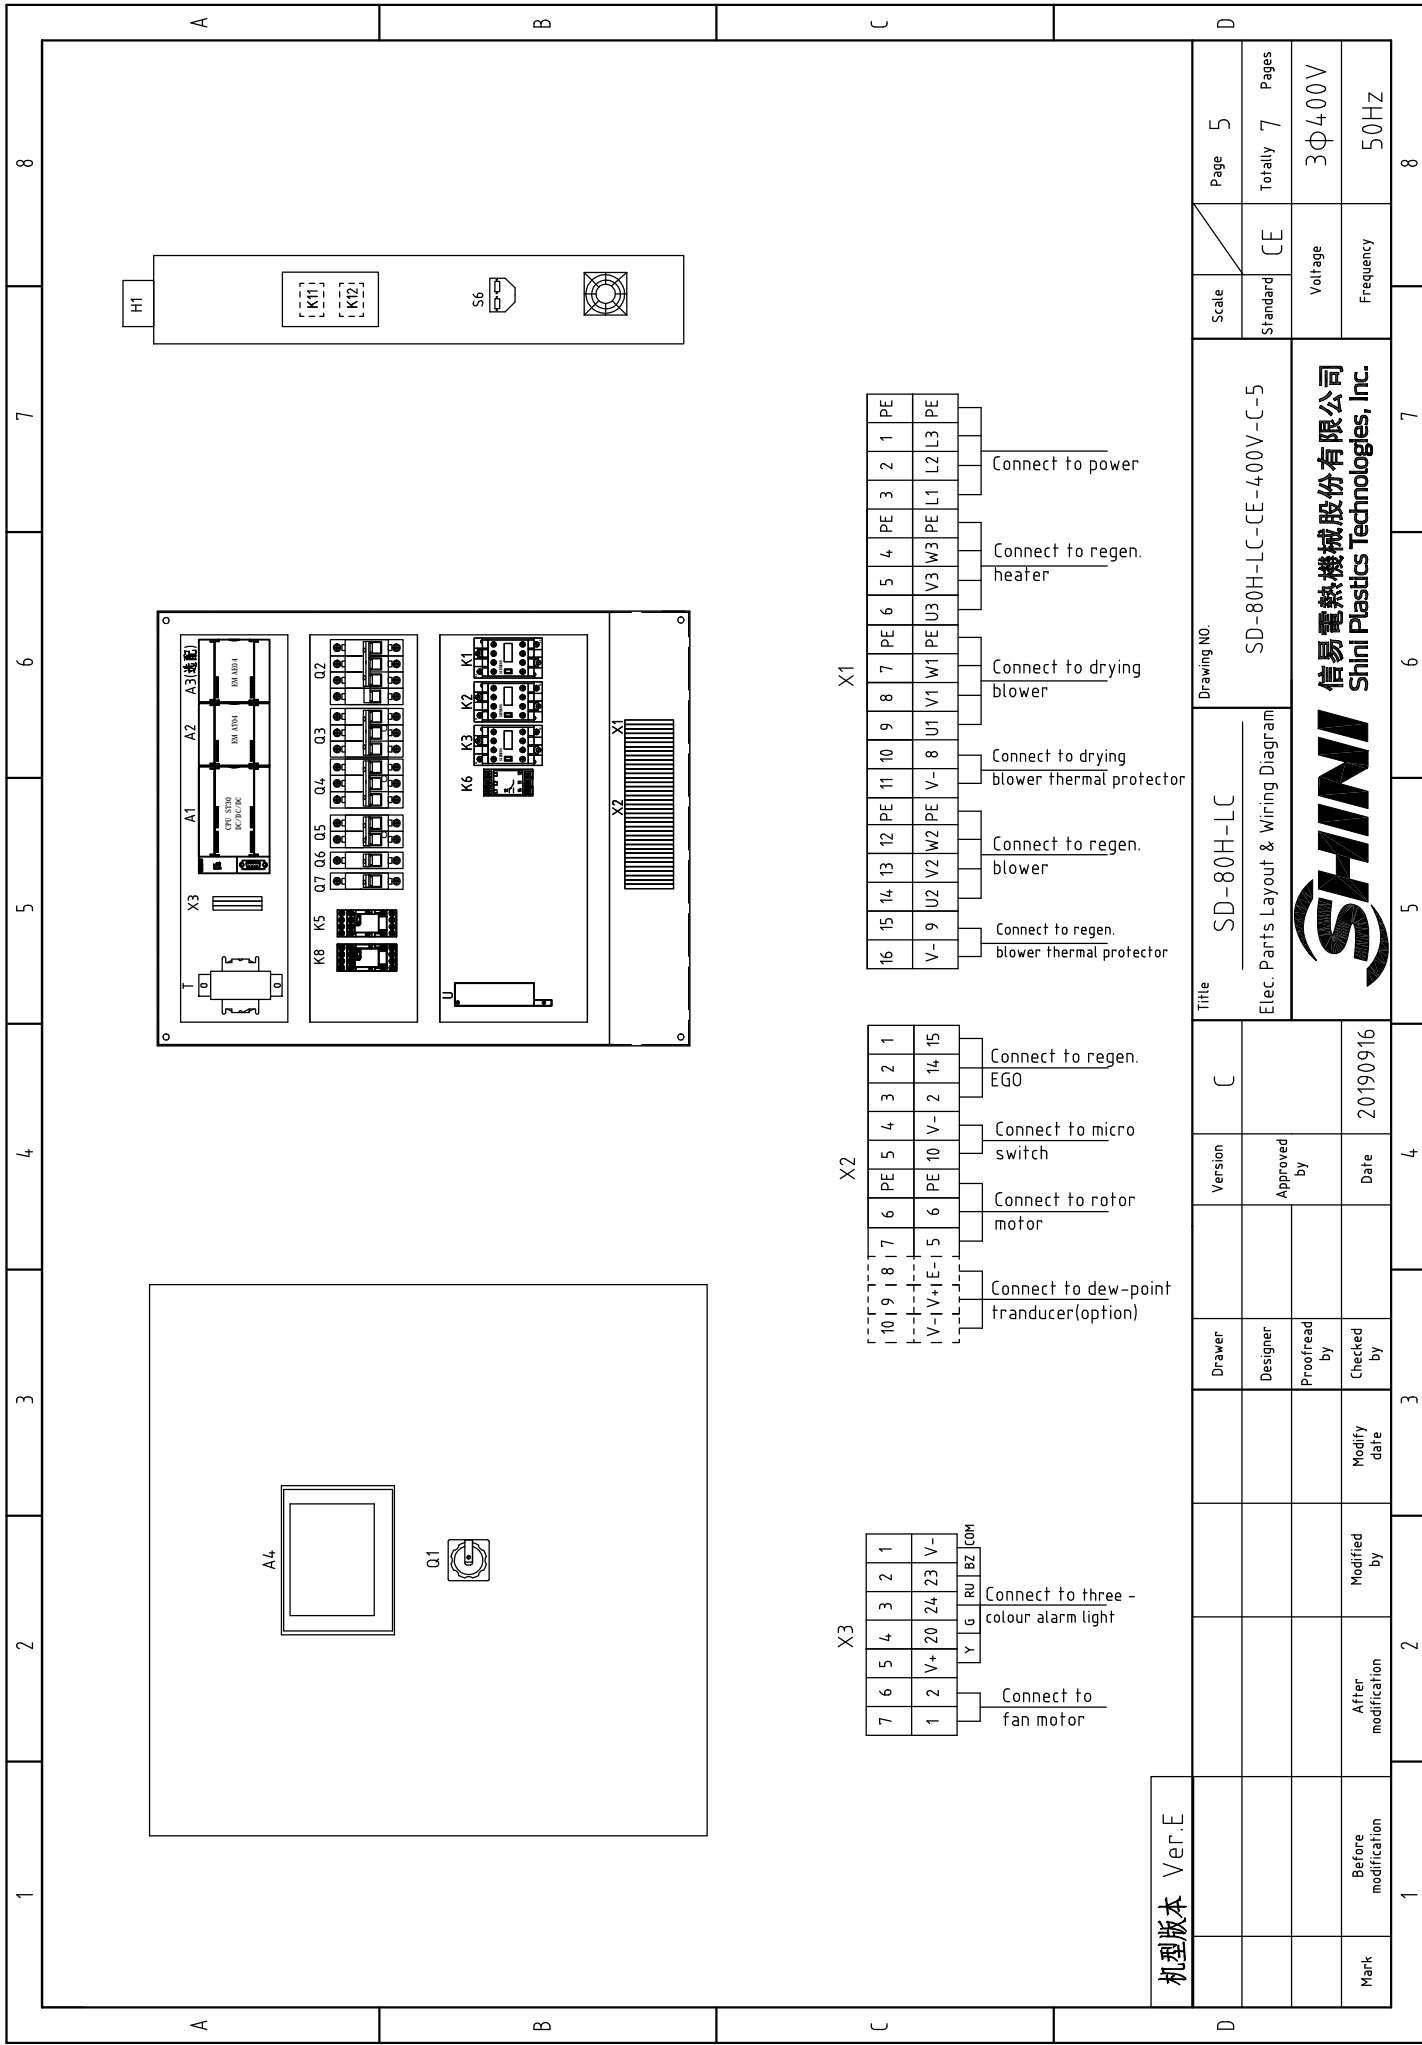 1
2
3
4
5
6
7
8
A
B
C
D
A4
Q1
T
X3
A1
A2
A3(选配)
CPU ST30
DC/DC/DC
EM AT04
EM AE04
K8
K5
Q7
Q6
Q5
Q4
Q3
Q2
U
K6
K3
K2
K1
X2
X1
H1
K11
K12
S6
X3
7 6 5 4 3 2 1
1 2 V+ 20 24 23 V-
Y G RU BZ COM
Connect to
fan motor
Connect to three -
colour alarm light
X2
10 9 8 7 6 PE 5 4 3 2 1
V- V+ E- 5 6 PE 10 V- 2 14 15
Connect to dew-point
tranducer(option)
Connect to rotor
motor
Connect to micro
switch
Connect to regen.
EGO
X1
16 15 14 13 12 PE 11 10 9 8 7 PE 6 5 4 PE 3 2 1 PE
V- 9 U2 V2 W2 PE V- 8 U1 V1 W1 PE U3 V3 W3 PE L1 L2 L3 PE
Connect to regen.
blower thermal protector
Connect to regen.
blower
Connect to drying
blower thermal protector
Connect to drying
blower
Connect to regen.
heater
Connect to power
机型版本 Ver.E
Mark
Before
modification
After
modification
Modified
by
Modify
date
Drawer
Designer
Proofread
by
Checked
by
Version
C
Approved
by
Date
20190916
Title
SD-80H-LC
Elec. Parts Layout & Wiring Diagram
Drawing NO.
SD-80H-LC-CE-400V-C-5
SHINI
信易電熱機械股份有限公司
Shini Plastics Technologies, Inc.
Scale
Page 5
Standard
CE
Totally 7 Pages
Voltage
3Φ400V
Frequency
50HZ
1
2
3
4
5
6
7
8
A
B
C
D